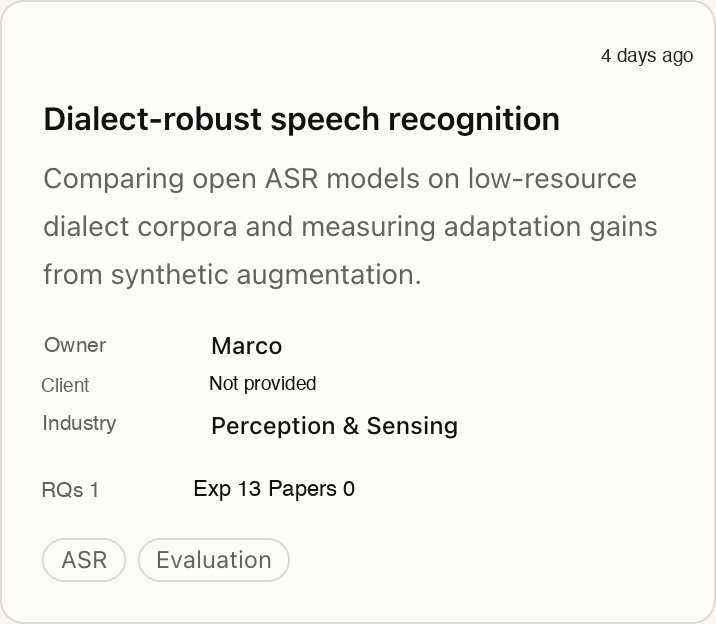 4 days ago
Dialect-robust speech recognition
Comparing open ASR models on low-resource
dialect corpora and measuring adaptation gains
from synthetic augmentation.
Owner Marco
Client Not provided
Industry Perception & Sensing
RQs 1 Exp 13 Papers 0
ASR Evaluation